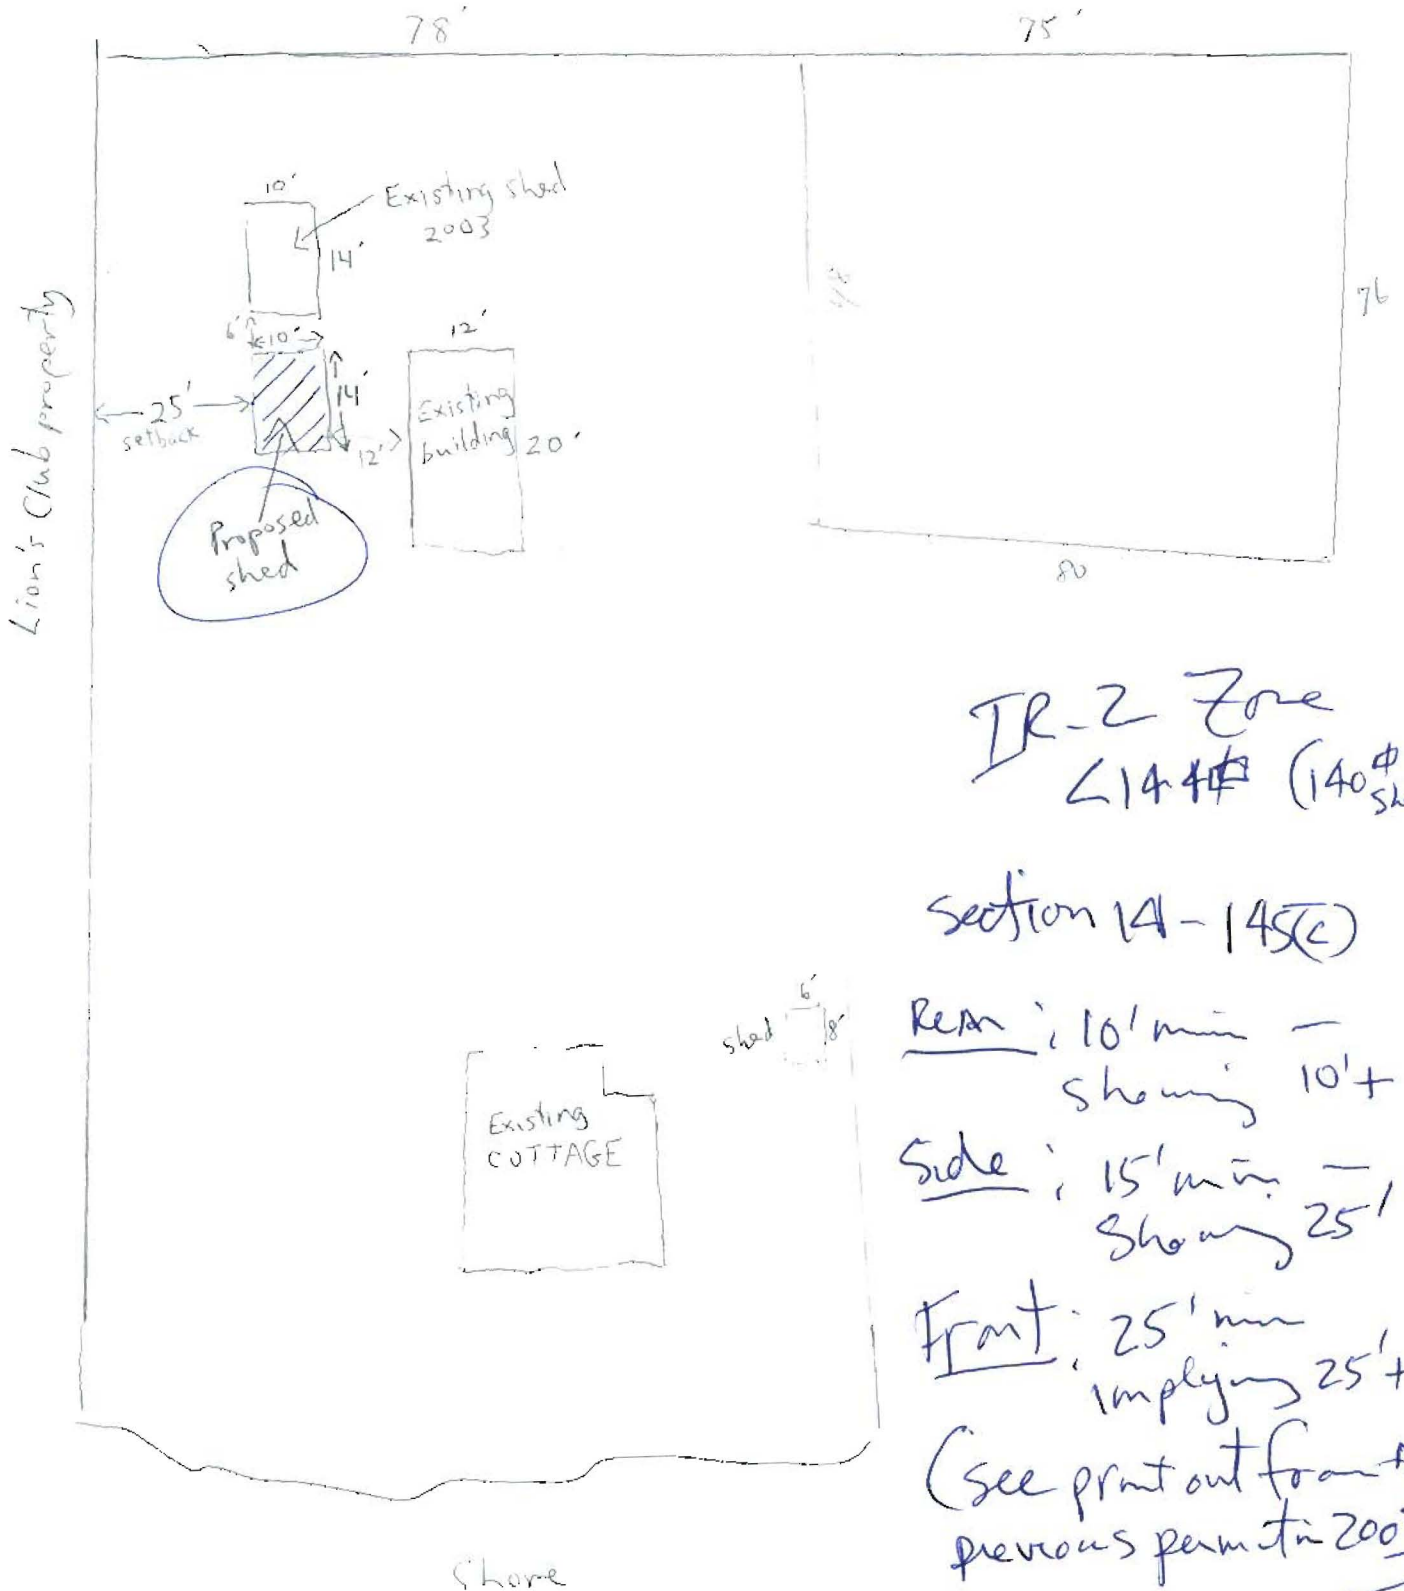 78'
75'
10'
Existing shed
2003
14'
Lion's Club property
76
6'
10'
12'
25'
setback
14'
12'
Existing
building
20'
Proposed
shed
80
IR-2 Zone
<144 (140
Section 14-145(c)
Rear: 10' min –
showing 10'+
Side: 15' min –
Showing 25'
Front: 25' min
implying 25'+
(see print out from
previous permit in 200
6'
shed
8'
Existing
COTTAGE
Shore